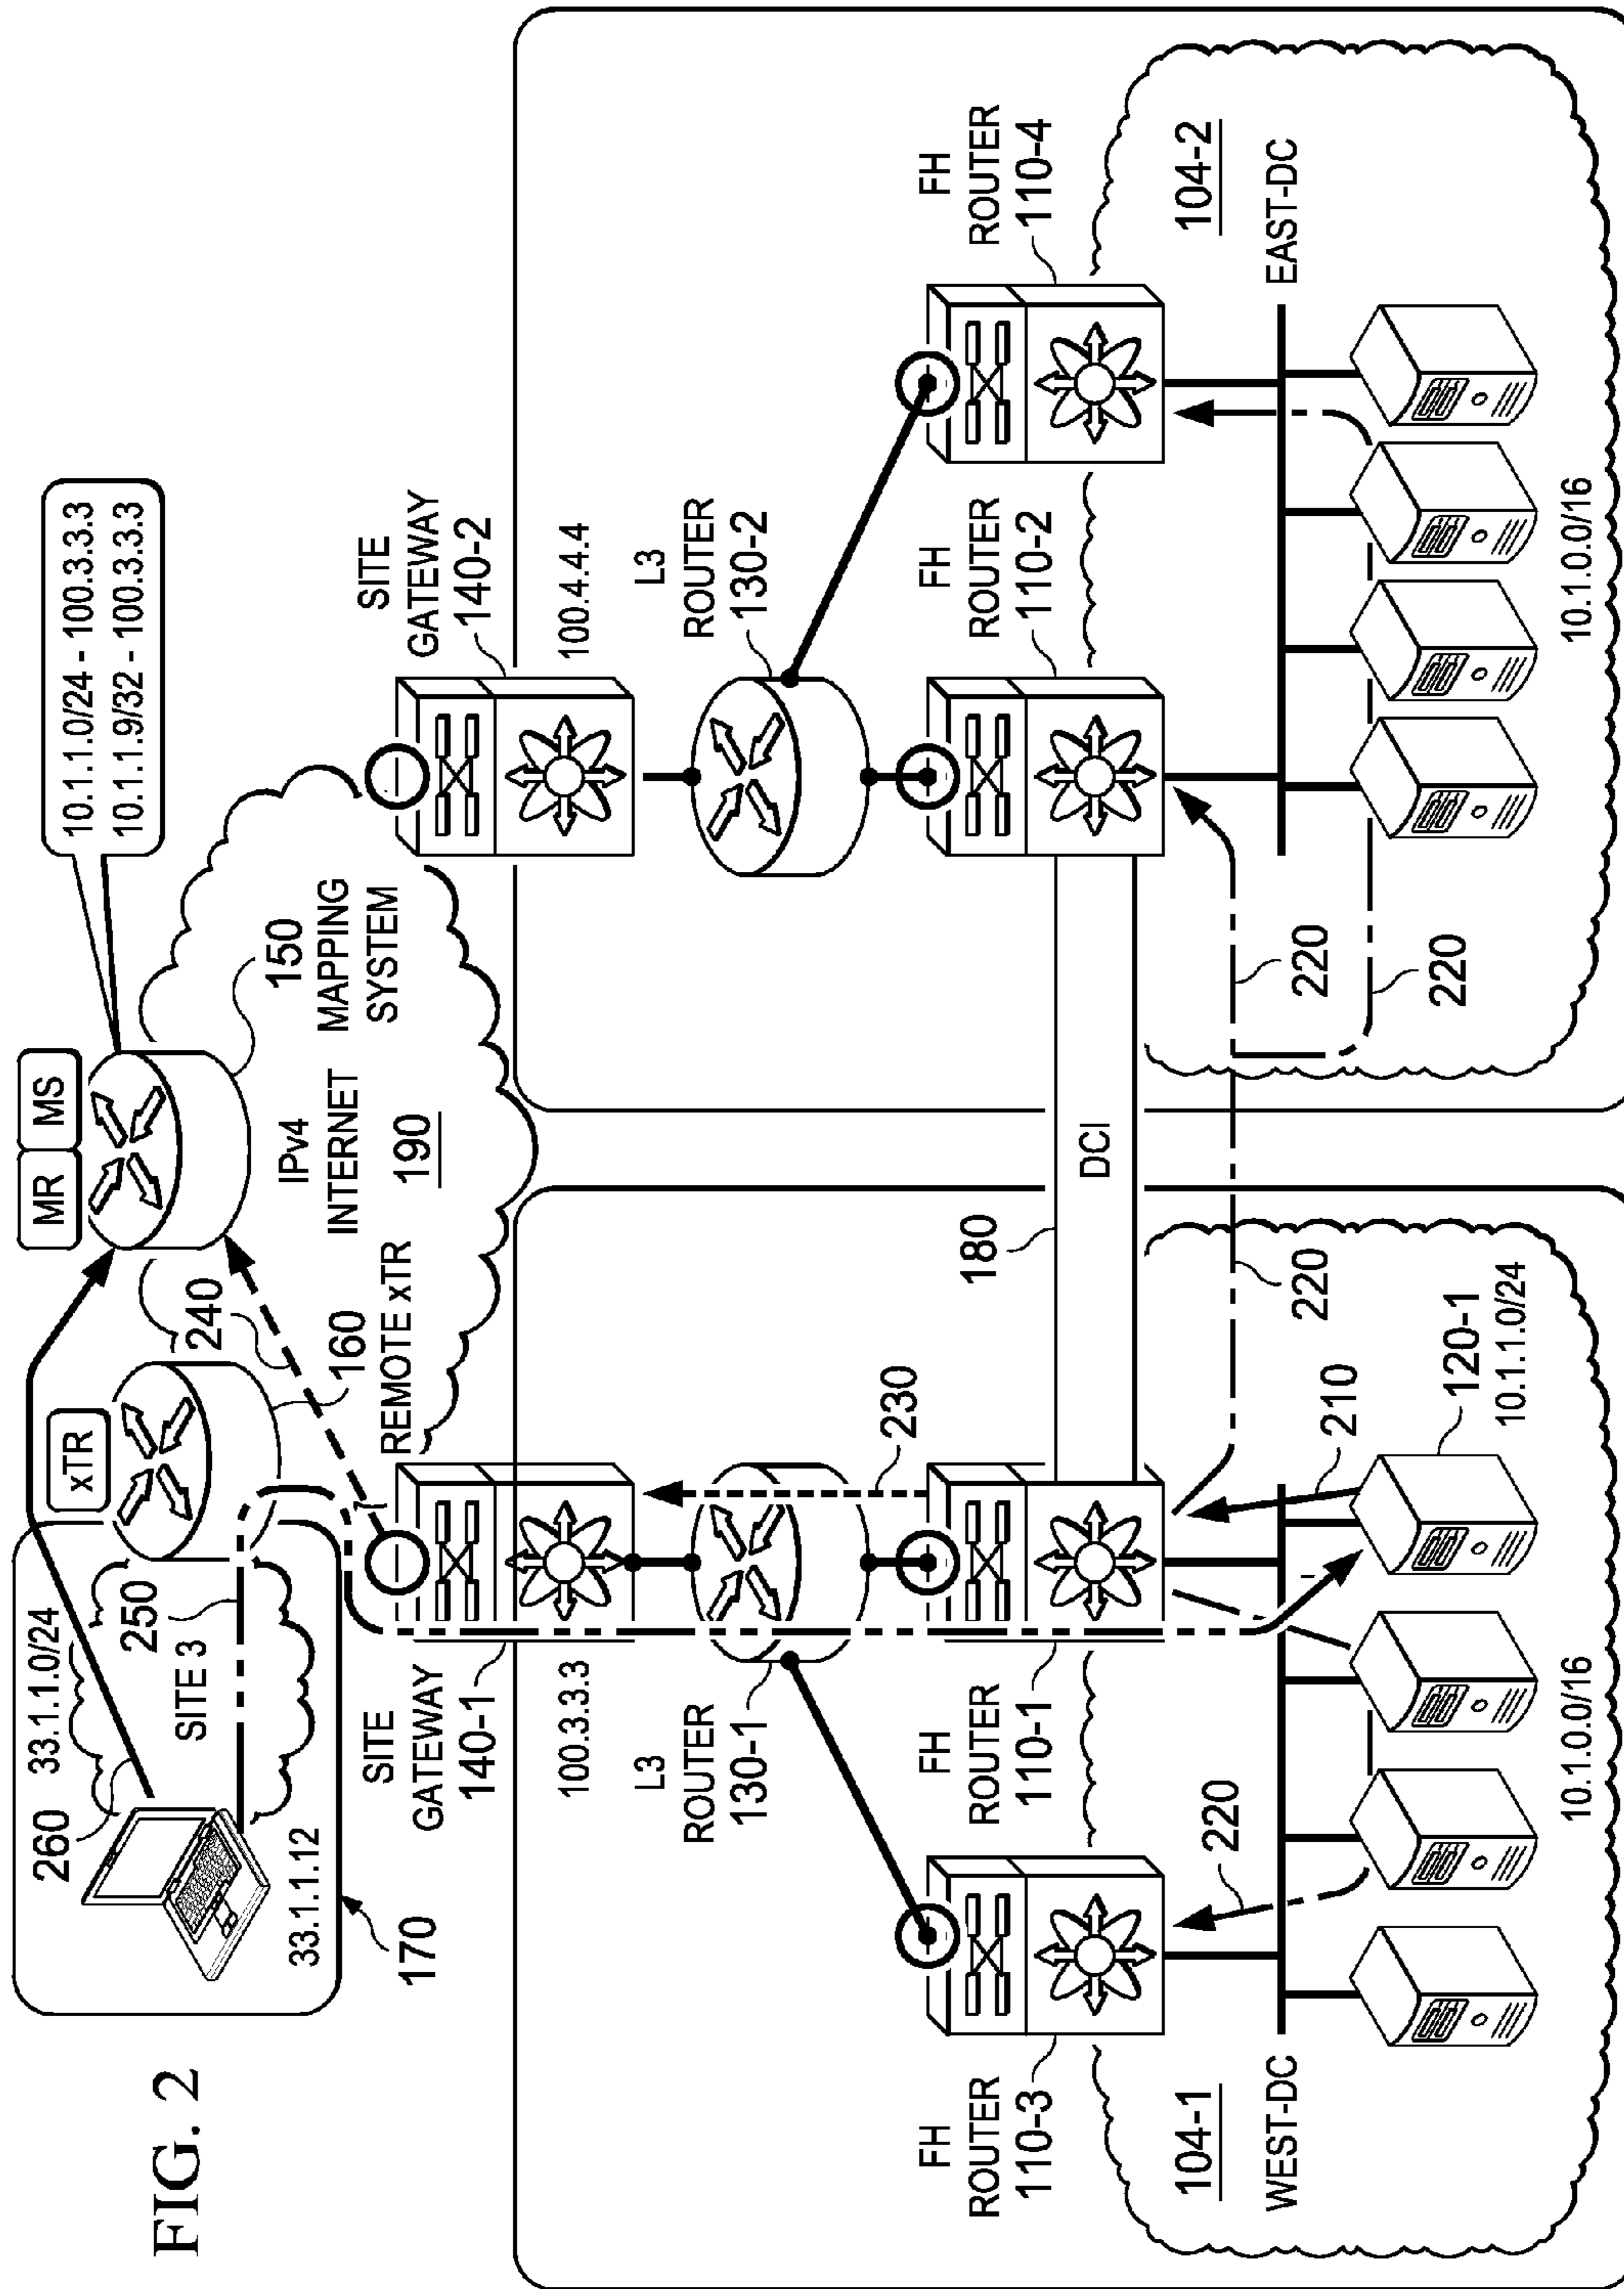 FIG. 2
260
33.1.1.0/24
250
SITE 3
33.1.1.12
170
xTR
160
REMOTE xTR
240
MR
MS
10.1.1.0/24 - 100.3.3.3
10.1.1.9/32 - 100.3.3.3
150
MAPPING
SYSTEM
IPv4
INTERNET
190
SITE
GATEWAY
140-1
100.3.3.3
SITE
GATEWAY
140-2
100.4.4.4
L3
ROUTER
130-1
230
L3
ROUTER
130-2
FH
ROUTER
110-3
FH
ROUTER
110-1
180
DCI
FH
ROUTER
110-2
FH
ROUTER
110-4
104-1
WEST-DC
220
210
220
220
220
104-2
EAST-DC
120-1
10.1.1.0/24
10.1.0.0/16
10.1.0.0/16